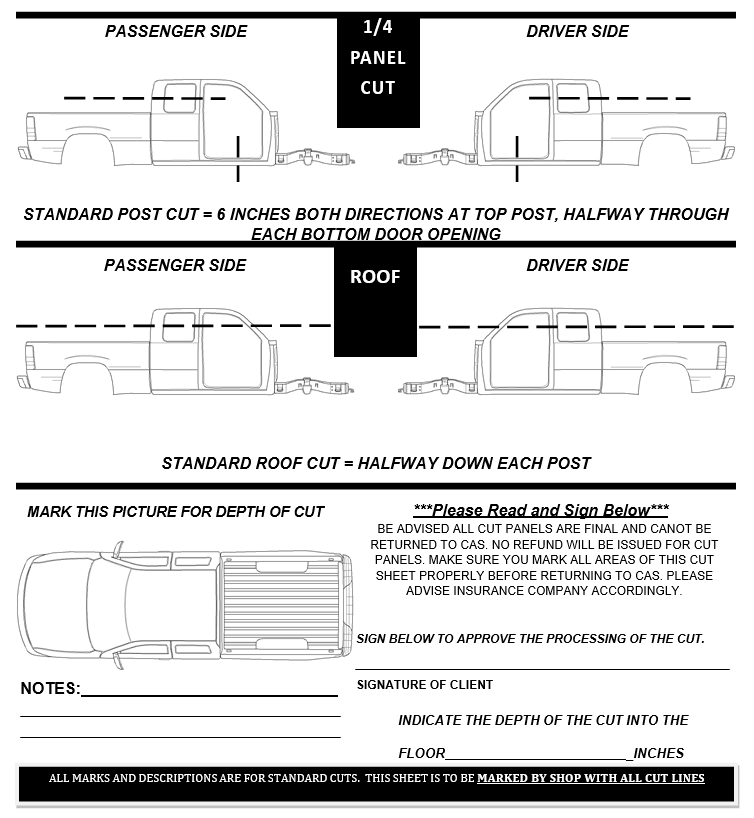 PASSENGER SIDE
1/4
PANEL
CUT
DRIVER SIDE
STANDARD POST CUT = 6 INCHES BOTH DIRECTIONS AT TOP POST, HALFWAY THROUGH
EACH BOTTOM DOOR OPENING
PASSENGER SIDE
ROOF
DRIVER SIDE
STANDARD ROOF CUT = HALFWAY DOWN EACH POST
MARK THIS PICTURE FOR DEPTH OF CUT
***Please Read and Sign Below***
BE ADVISED ALL CUT PANELS ARE FINAL AND CANOT BE
RETURNED TO CAS. NO REFUND WILL BE ISSUED FOR CUT
PANELS. MAKE SURE YOU MARK ALL AREAS OF THIS CUT
SHEET PROPERLY BEFORE RETURNING TO CAS. PLEASE
ADVISE INSURANCE COMPANY ACCORDINGLY.
SIGN BELOW TO APPROVE THE PROCESSING OF THE CUT.
NOTES:
SIGNATURE OF CLIENT
INDICATE THE DEPTH OF THE CUT INTO THE
FLOOR______________________INCHES
ALL MARKS AND DESCRIPTIONS ARE FOR STANDARD CUTS. THIS SHEET IS TO BE MARKED BY SHOP WITH ALL CUT LINES